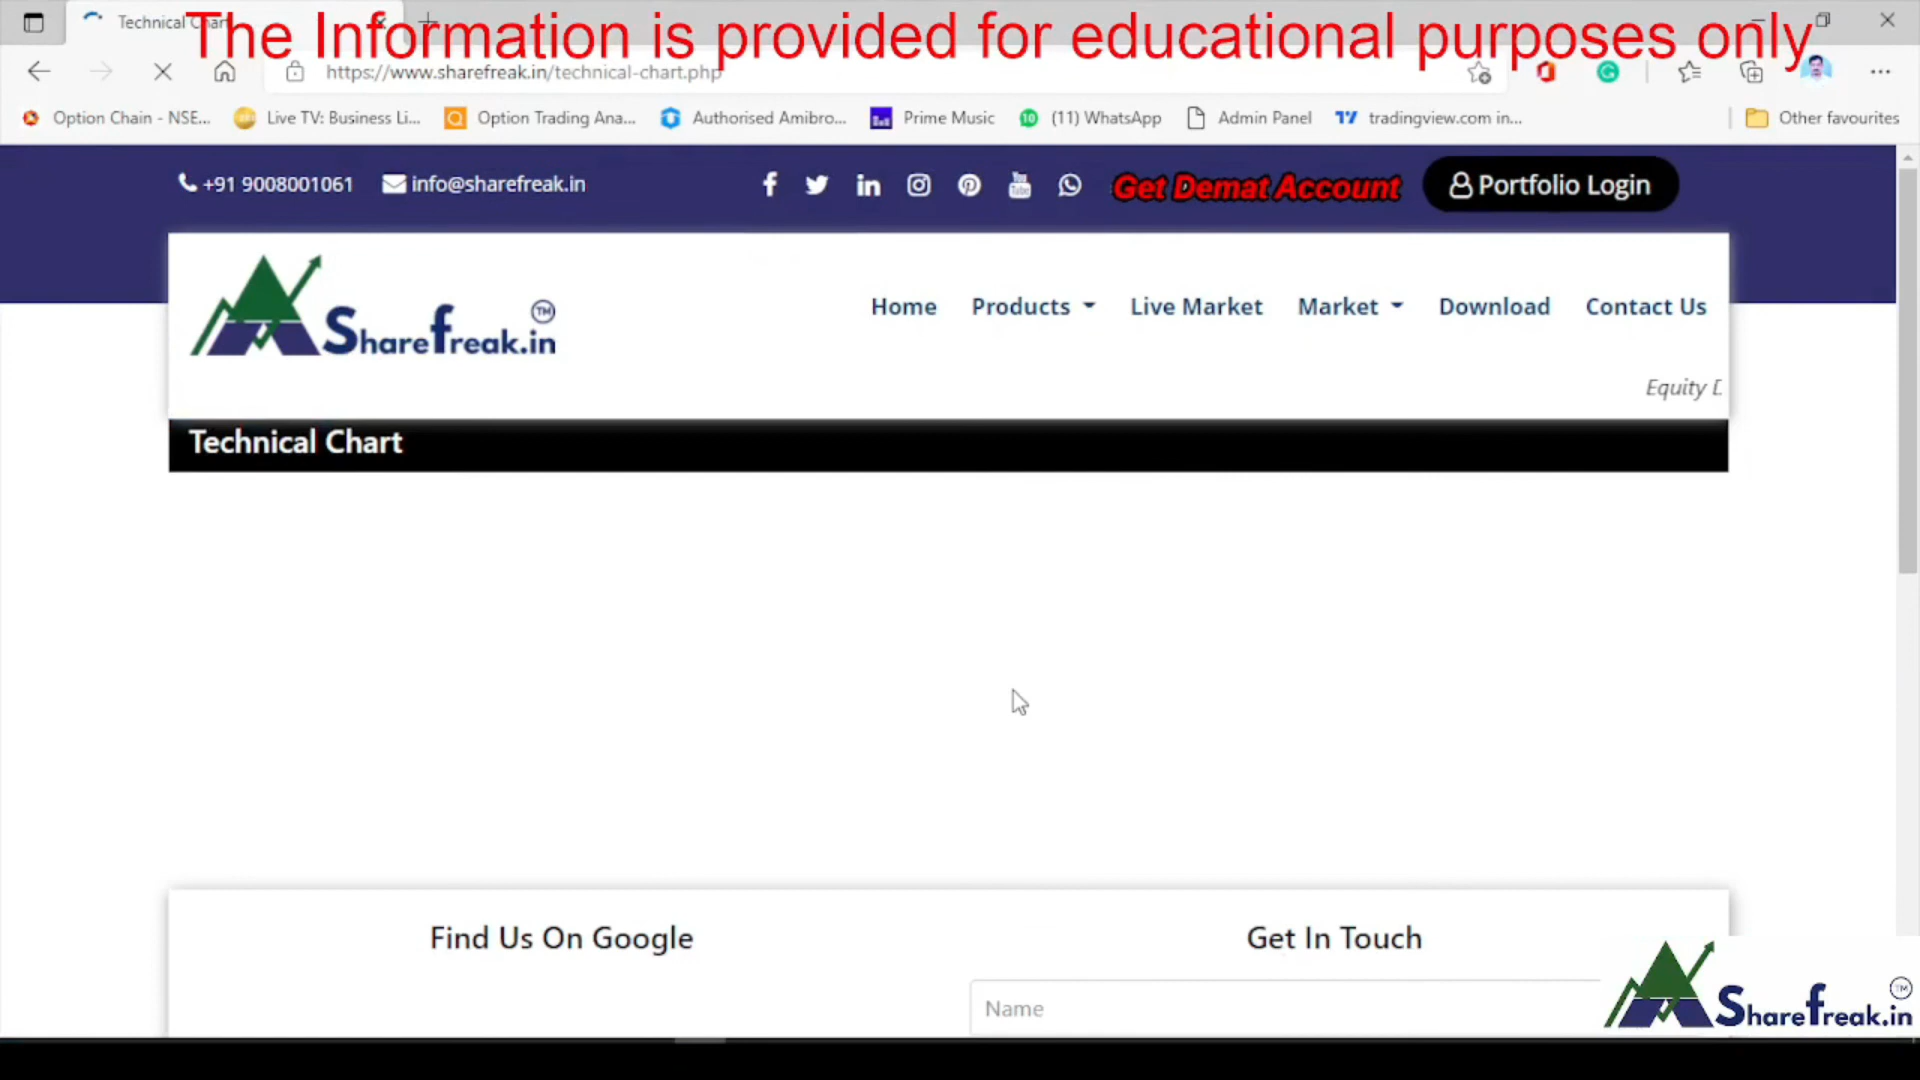 Technical Chart
The Information is provided for educational purposes only
https://www.sharefreak.in/technical-chart.php
Option Chain - NSE... Live TV: Business Li... Option Trading Ana... Authorised Amibro... Prime Music (11) WhatsApp Admin Panel tradingview.com in... Other favourites
+91 9008001061 info@sharefreak.in Get Demat Account Portfolio Login
ShareFreak.in TM
Home Products Live Market Market Download Contact Us
Equity
Technical Chart
Find Us On Google Get In Touch
Name
ShareFreak.in TM